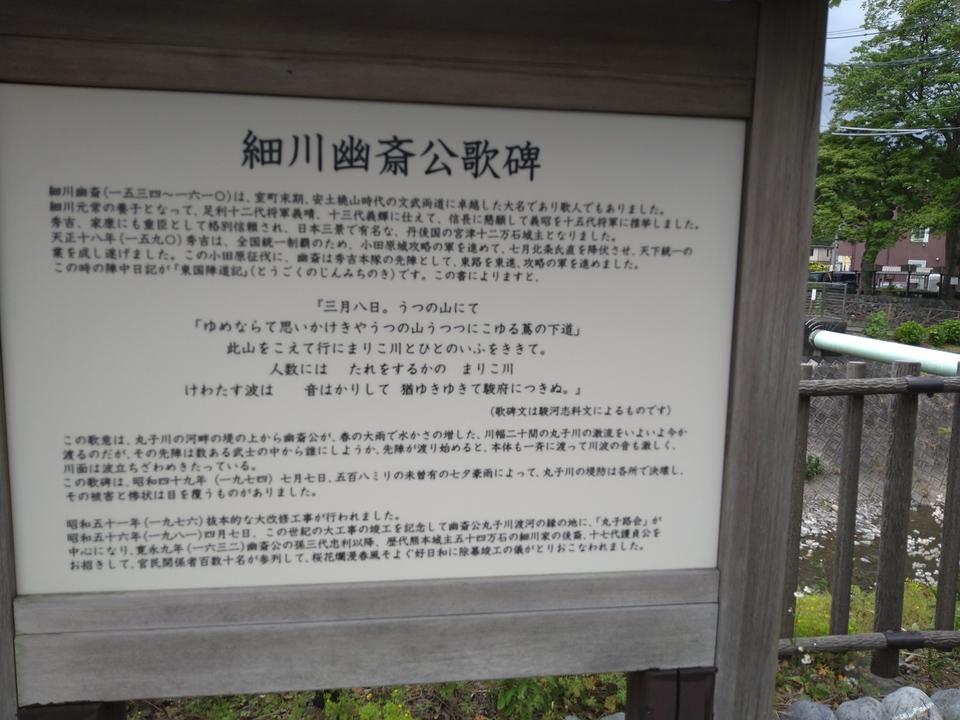 細川幽斎公歌碑
細川幽斎(一五三四〜一六一〇)は、室町末期、安土桃山時代の文武両道に卓越した大名であり歌人でもありました。
細川元常の養子となって、足利十二代将軍義晴、十三代義輝に仕えて、信長に懇願して義昭を十五代将軍に推挙しました。
秀吉、家康にも重臣として格別信頼され、日本三景で有名な、丹後国の宮津十二万石城主となりました。
天正十八年(一五九〇)秀吉は、全国統一制覇のため、小田原城攻略の軍を進めて、七月北条氏直を降伏させ、天下統一の
業を成し遂げました。この小田原征伐に、幽斎は秀吉本隊の先陣として、東路を東進、攻略の軍を進めました。
この時の陣中日記が『東国陣道記』(とうごくのじんみちのき)です。この書によりますと、
『三月八日。うつの山にて
「ゆめならて思いかけきやうつの山うつつにこゆる蔦の下道」
此山をこえて行にまりこ川とひとのいふをききて。
人数には たれをするかの まりこ川
けわたす波は 音はかりして 猶ゆきゆきて駿府につきぬ。』
(歌碑文は駿河志料文によるものです)
この歌意は、丸子川の河畔の堤の上から幽斎公が、春の大雨で水かさの増した、川幅二十間の丸子川の激流をいよいよ今か
渡るのだが、その先陣は数ある武士の中から誰にしようか、先陣が渡り始めると、本体も一斉に渡って川波の音も激しく、
川面は波立ちざわめきたっている。
この歌碑は、昭和四十九年(一九七四)七月七日、五百八ミリの未曽有の七夕豪雨によって、丸子川の堤防は各所で決壊し、
その被害と惨状は目を覆うものがありました。
昭和五十一年(一九七六)抜本的な大改修工事が行われました。
昭和五十六年(一九八一)四月七日、この世紀の大工事の竣工を記念して幽斎公丸子川渡河の縁の地に、「丸子路会」が
中心になり、寛永九年(一六三二)幽斎公の孫三代忠利以降、歴代熊本城主五十四万石の細川家の後裔、十七代護貞公を
お招きして、官民関係者百数十名が参列して、桜花爛漫春風そよぐ好日和に除幕竣工の儀がとりおこなわれました。